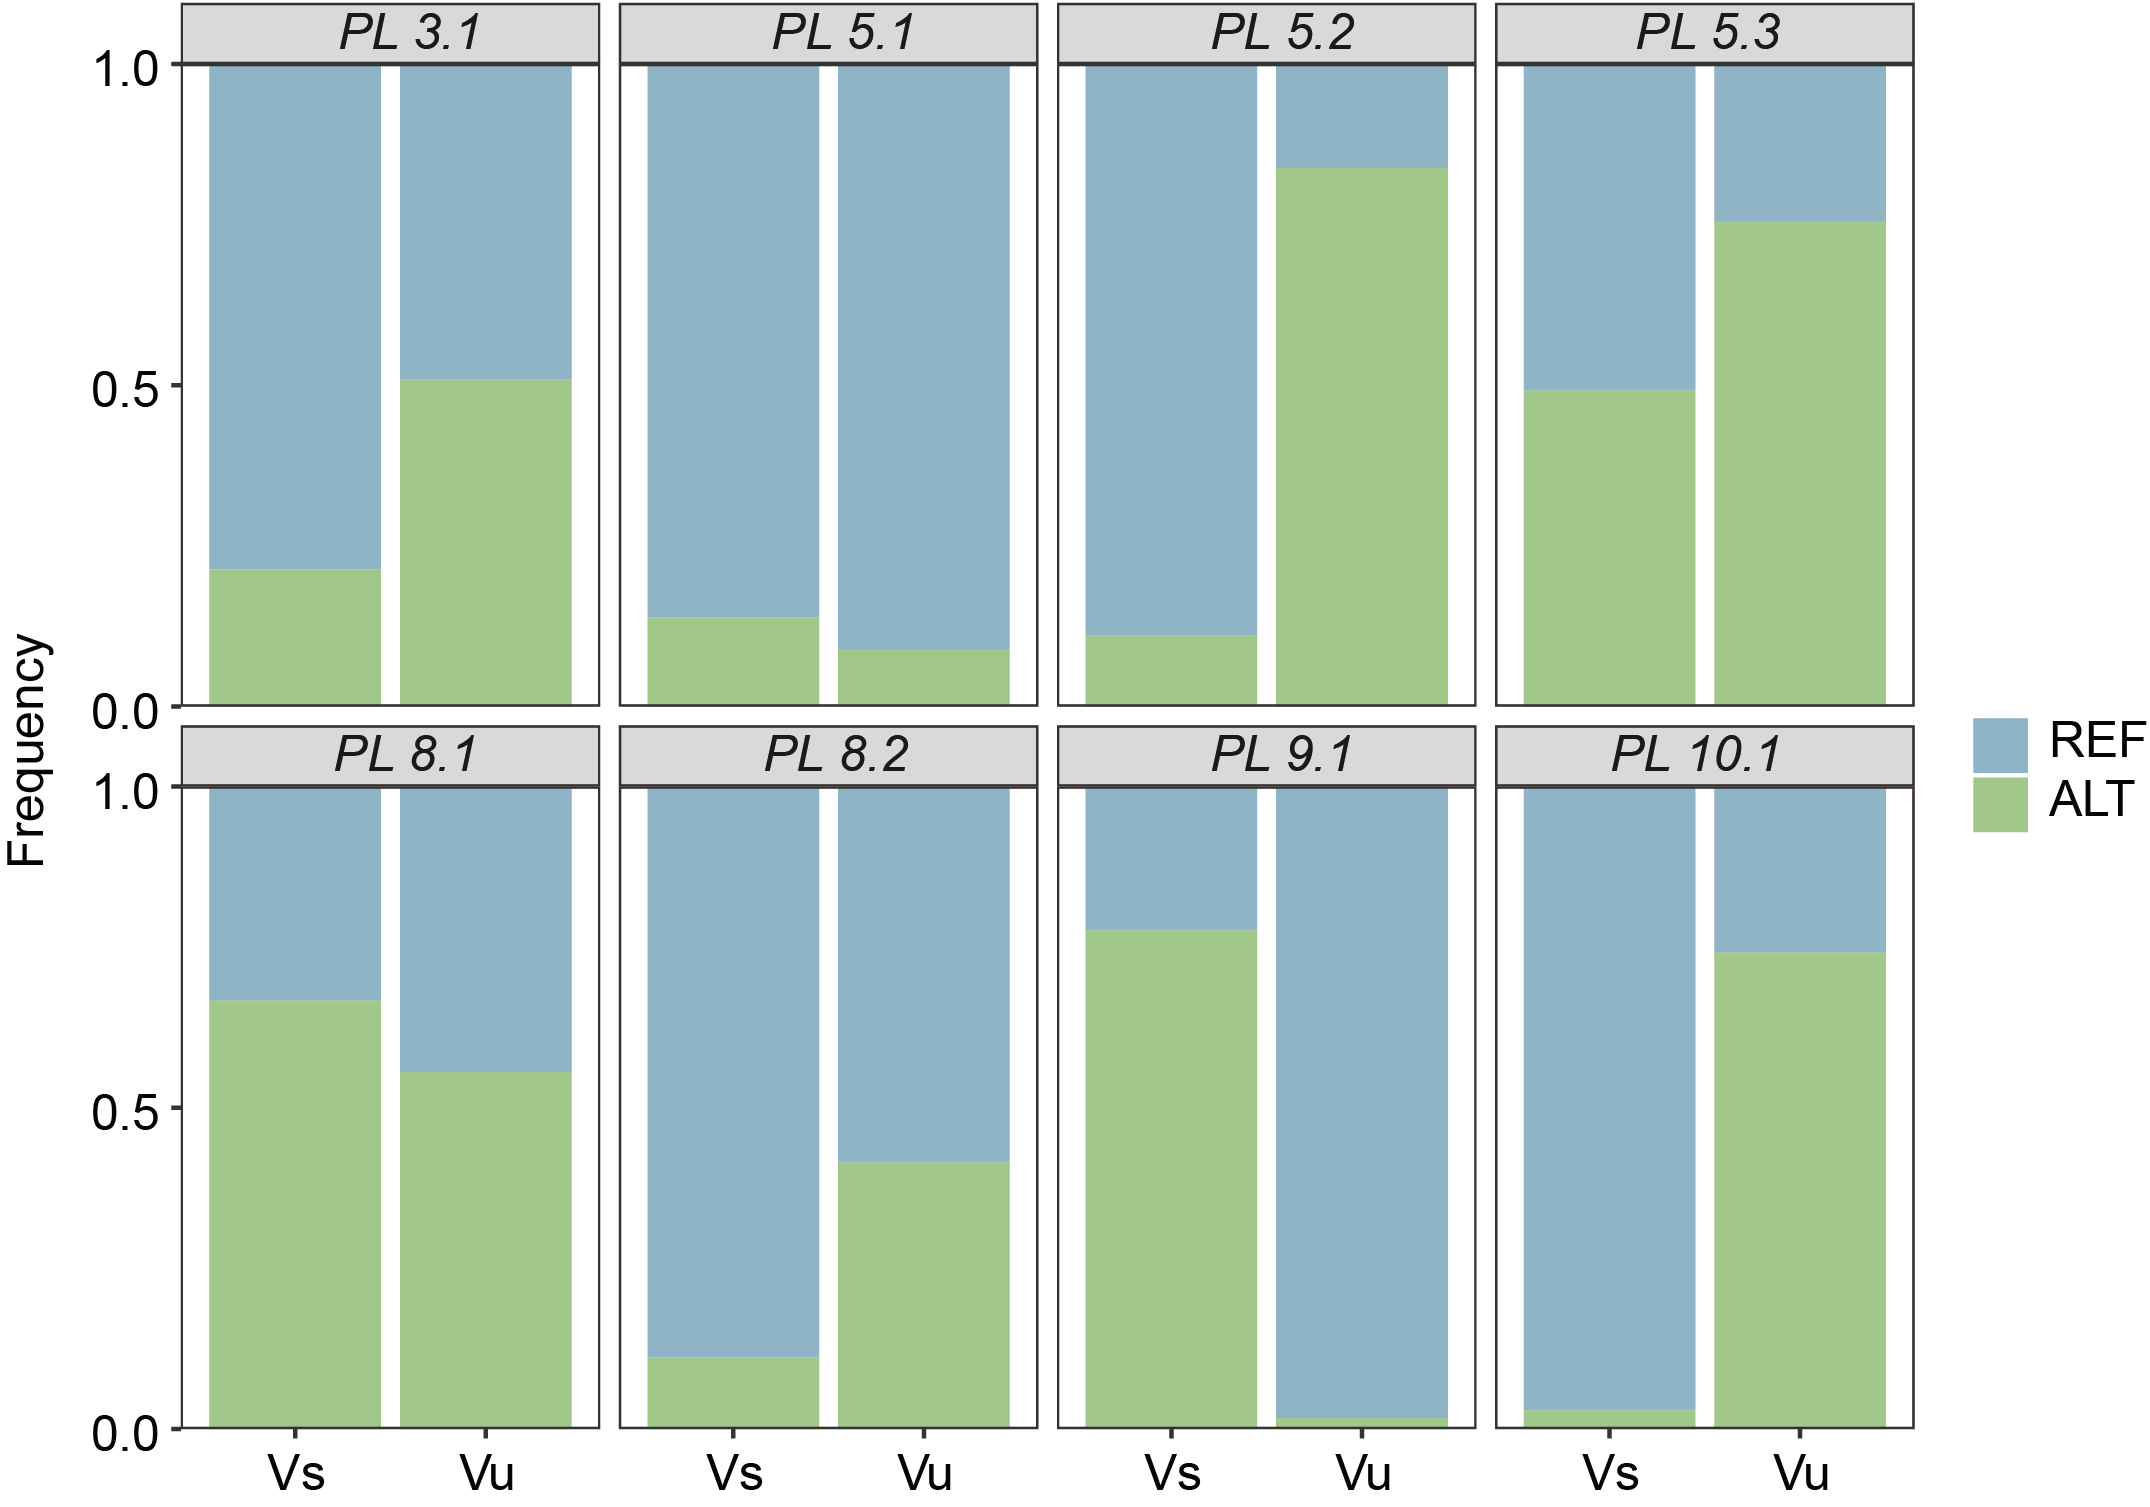 PL 3.1 PL 5.1 PL 5.2 PL 5.3
1.0
0.5
0.0
Frequency
PL 8.1 PL 8.2 PL 9.1 PL 10.1
1.0
0.5
0.0
Vs Vu Vs Vu Vs Vu Vs Vu
REF
ALT